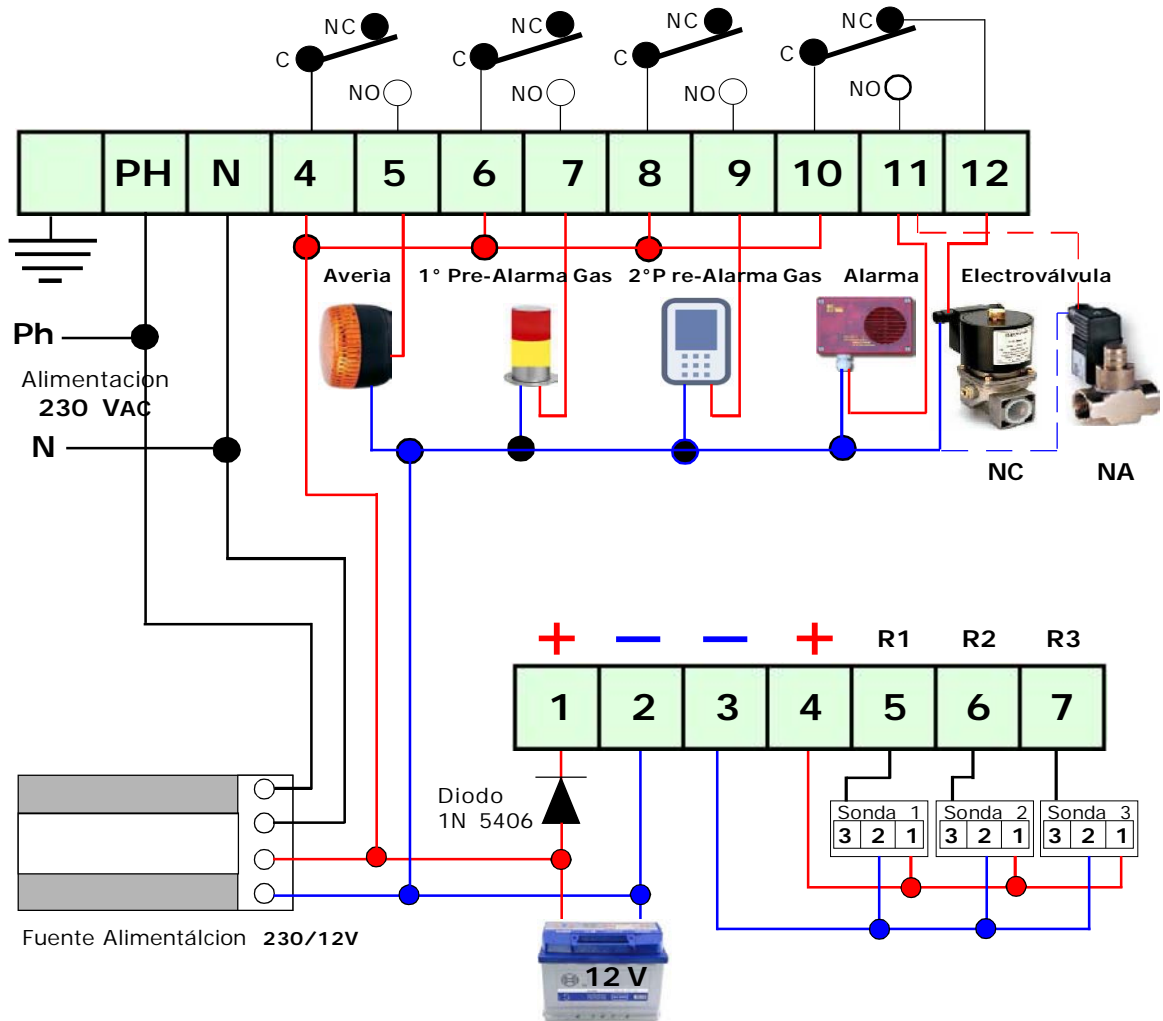 NC NC NC NC
C C C C
NO NO NO NO
PH N 4 5 6 7 8 9 10 11 12
Averìa 1° Pre-Alarma Gas 2°P re-Alarma Gas Alarma Electroválvula
Ph
Alimentacion
230 VAC
N
NC NA
+ — — + R1 R2 R3
1 2 3 4 5 6 7
Diodo
1N 5406
Sonda 1 Sonda 2 Sonda 3
3 2 1 3 2 1 3 2 1
Fuente Alimentálcion 230/12V
12 V